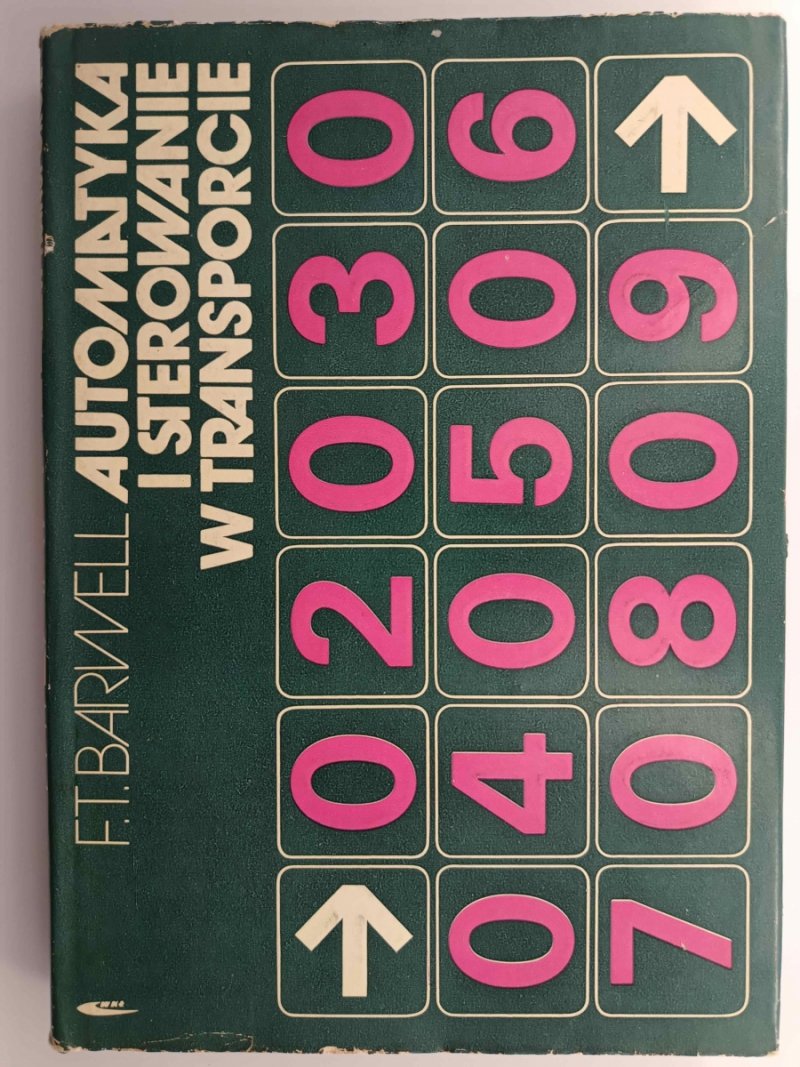 F.T. BARWELL AUTOMATYKA
I STEROWANIE
W TRANSPORCIE
→ 0 2 0 3 0
0 4 0 5 0 6
7 0 8 0 9 →
WKŁ